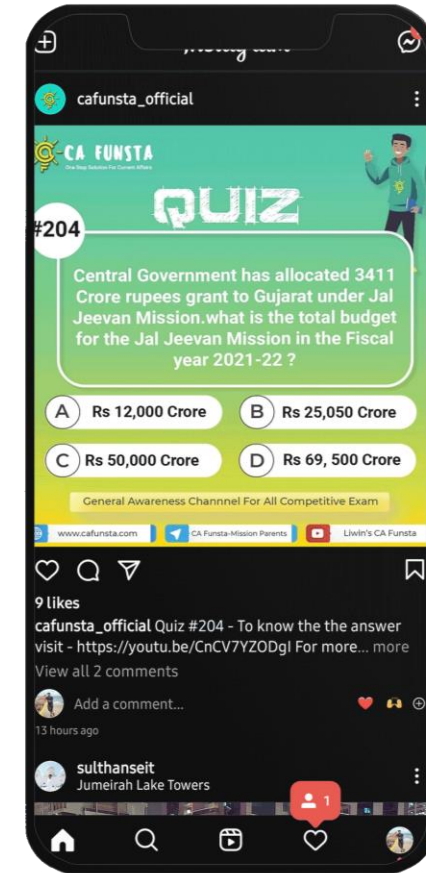 cafunsta_official
CA FUNSTA
One Stop Solution For Current Affairs
QUIZ
#204
Central Government has allocated 3411
Crore rupees grant to Gujarat under Jal
Jeevan Mission.what is the total budget
for the Jal Jeevan Mission in the Fiscal
year 2021-22 ?
A Rs 12,000 Crore
B Rs 25,050 Crore
C Rs 50,000 Crore
D Rs 69, 500 Crore
General Awareness Channnel For All Competitive Exam
www.cafunsta.com CA Funsta-Mission Parents Liwin's CA Funsta
9 likes
cafunsta_official Quiz #204 - To know the the answer
visit - https://youtu.be/CnCV7YZODgI For more... more
View all 2 comments
Add a comment...
13 hours ago
sulthanseit
Jumeirah Lake Towers
1